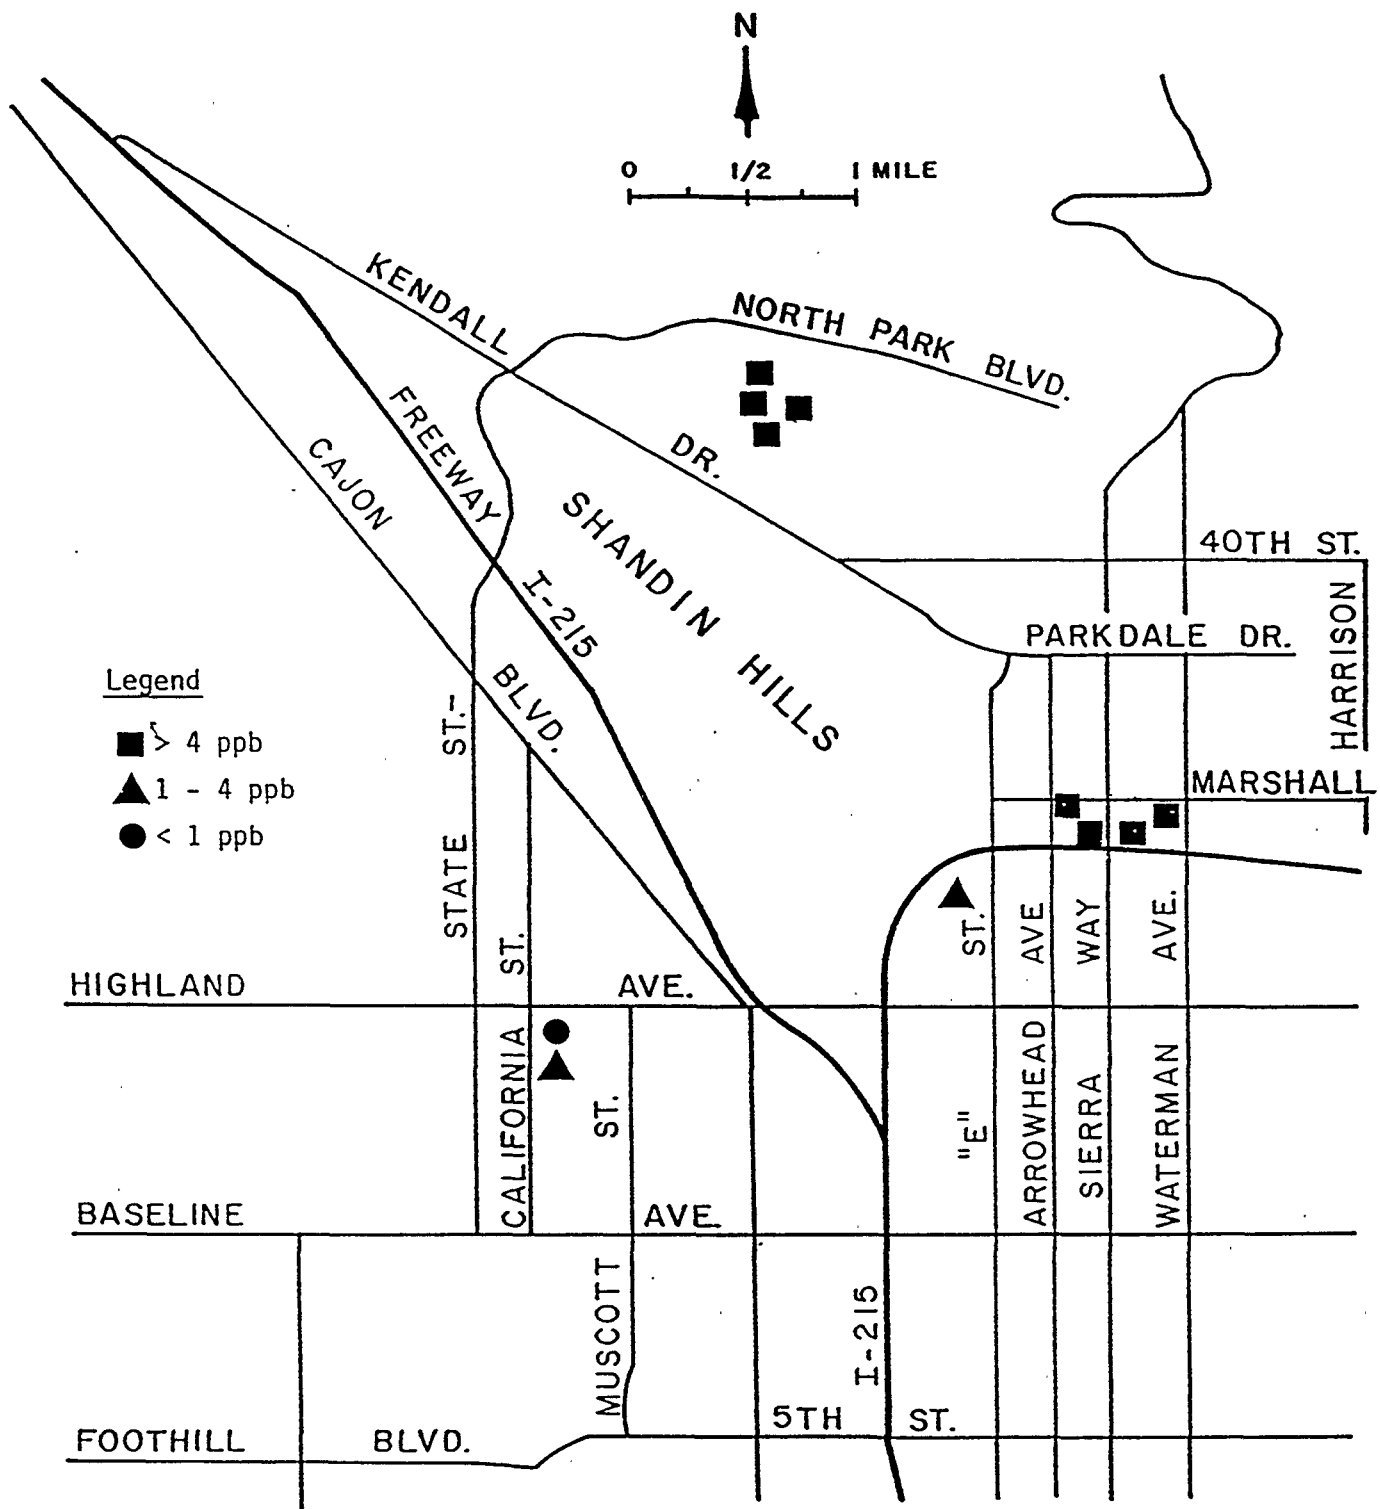 N
0 1/2 1 MILE
KENDALL DR.
NORTH PARK BLVD.
FREEWAY I-215
CAJON BLVD.
SHANDIN HILLS
40TH ST.
PARKDALE DR.
HARRISON
Legend
> 4 ppb
1 - 4 ppb
< 1 ppb
STATE ST.
MARSHALL
HIGHLAND AVE.
CALIFORNIA ST.
MUSCOTT ST.
"E" ST.
ARROWHEAD AVE
SIERRA WAY
WATERMAN AVE.
BASELINE AVE.
I-215
5TH ST.
FOOTHILL BLVD.